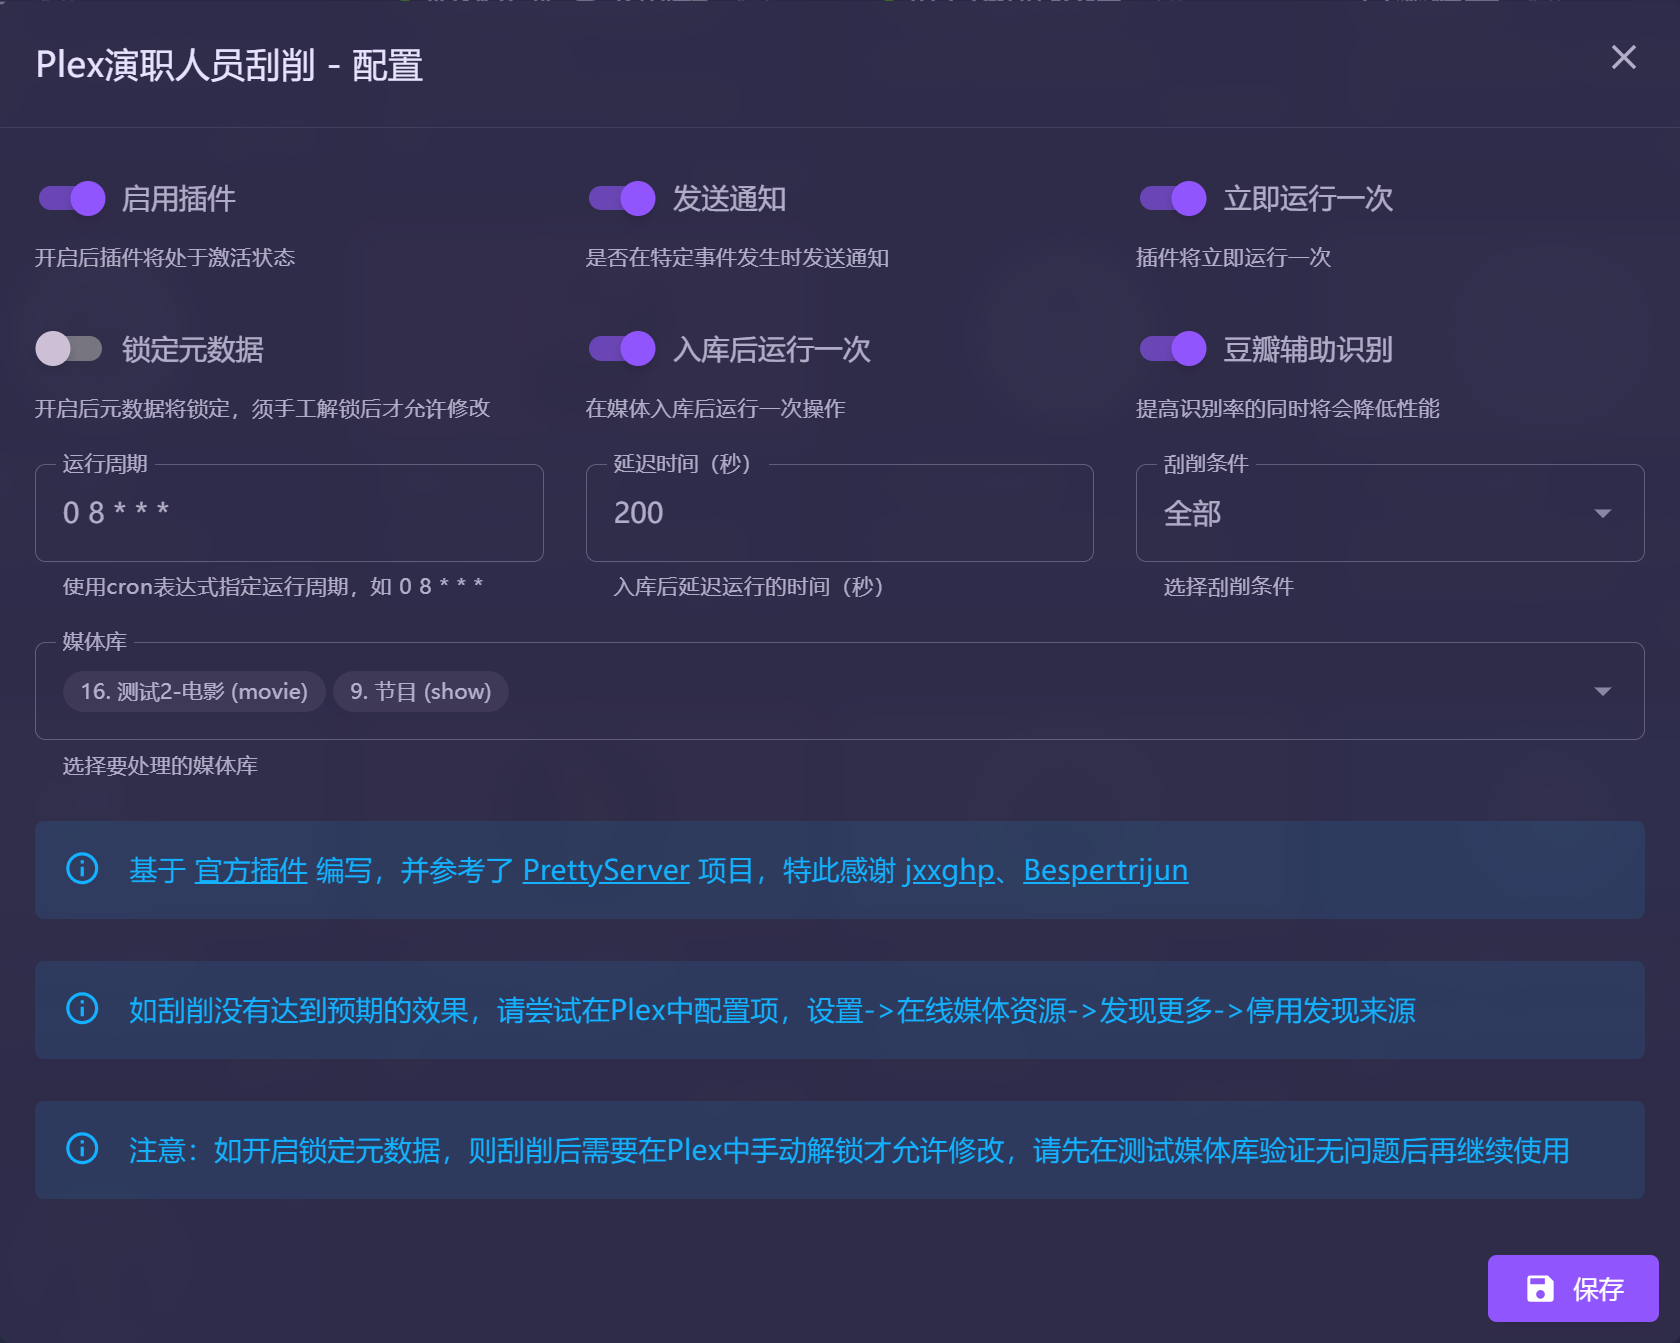 Plex演职人员刮削 - 配置
启用插件
发送通知
立即运行一次
开启后插件将处于激活状态
是否在特定事件发生时发送通知
插件将立即运行一次
锁定元数据
入库后运行一次
豆瓣辅助识别
开启后元数据将锁定，须手工解锁后才允许修改
在媒体入库后运行一次操作
提高识别率的同时将会降低性能
运行周期
延迟时间（秒）
刮削条件
0 8 * * *
200
全部
使用cron表达式指定运行周期，如 0 8 * * *
入库后延迟运行的时间（秒）
选择刮削条件
媒体库
16. 测试2-电影 (movie)
9. 节目 (show)
选择要处理的媒体库
基于 官方插件 编写，并参考了 PrettyServer 项目，特此感谢 jxxghp、Bespertrijun
如刮削没有达到预期的效果，请尝试在Plex中配置项，设置->在线媒体资源->发现更多->停用发现来源
注意：如开启锁定元数据，则刮削后需要在Plex中手动解锁才允许修改，请先在测试媒体库验证无问题后再继续使用
保存